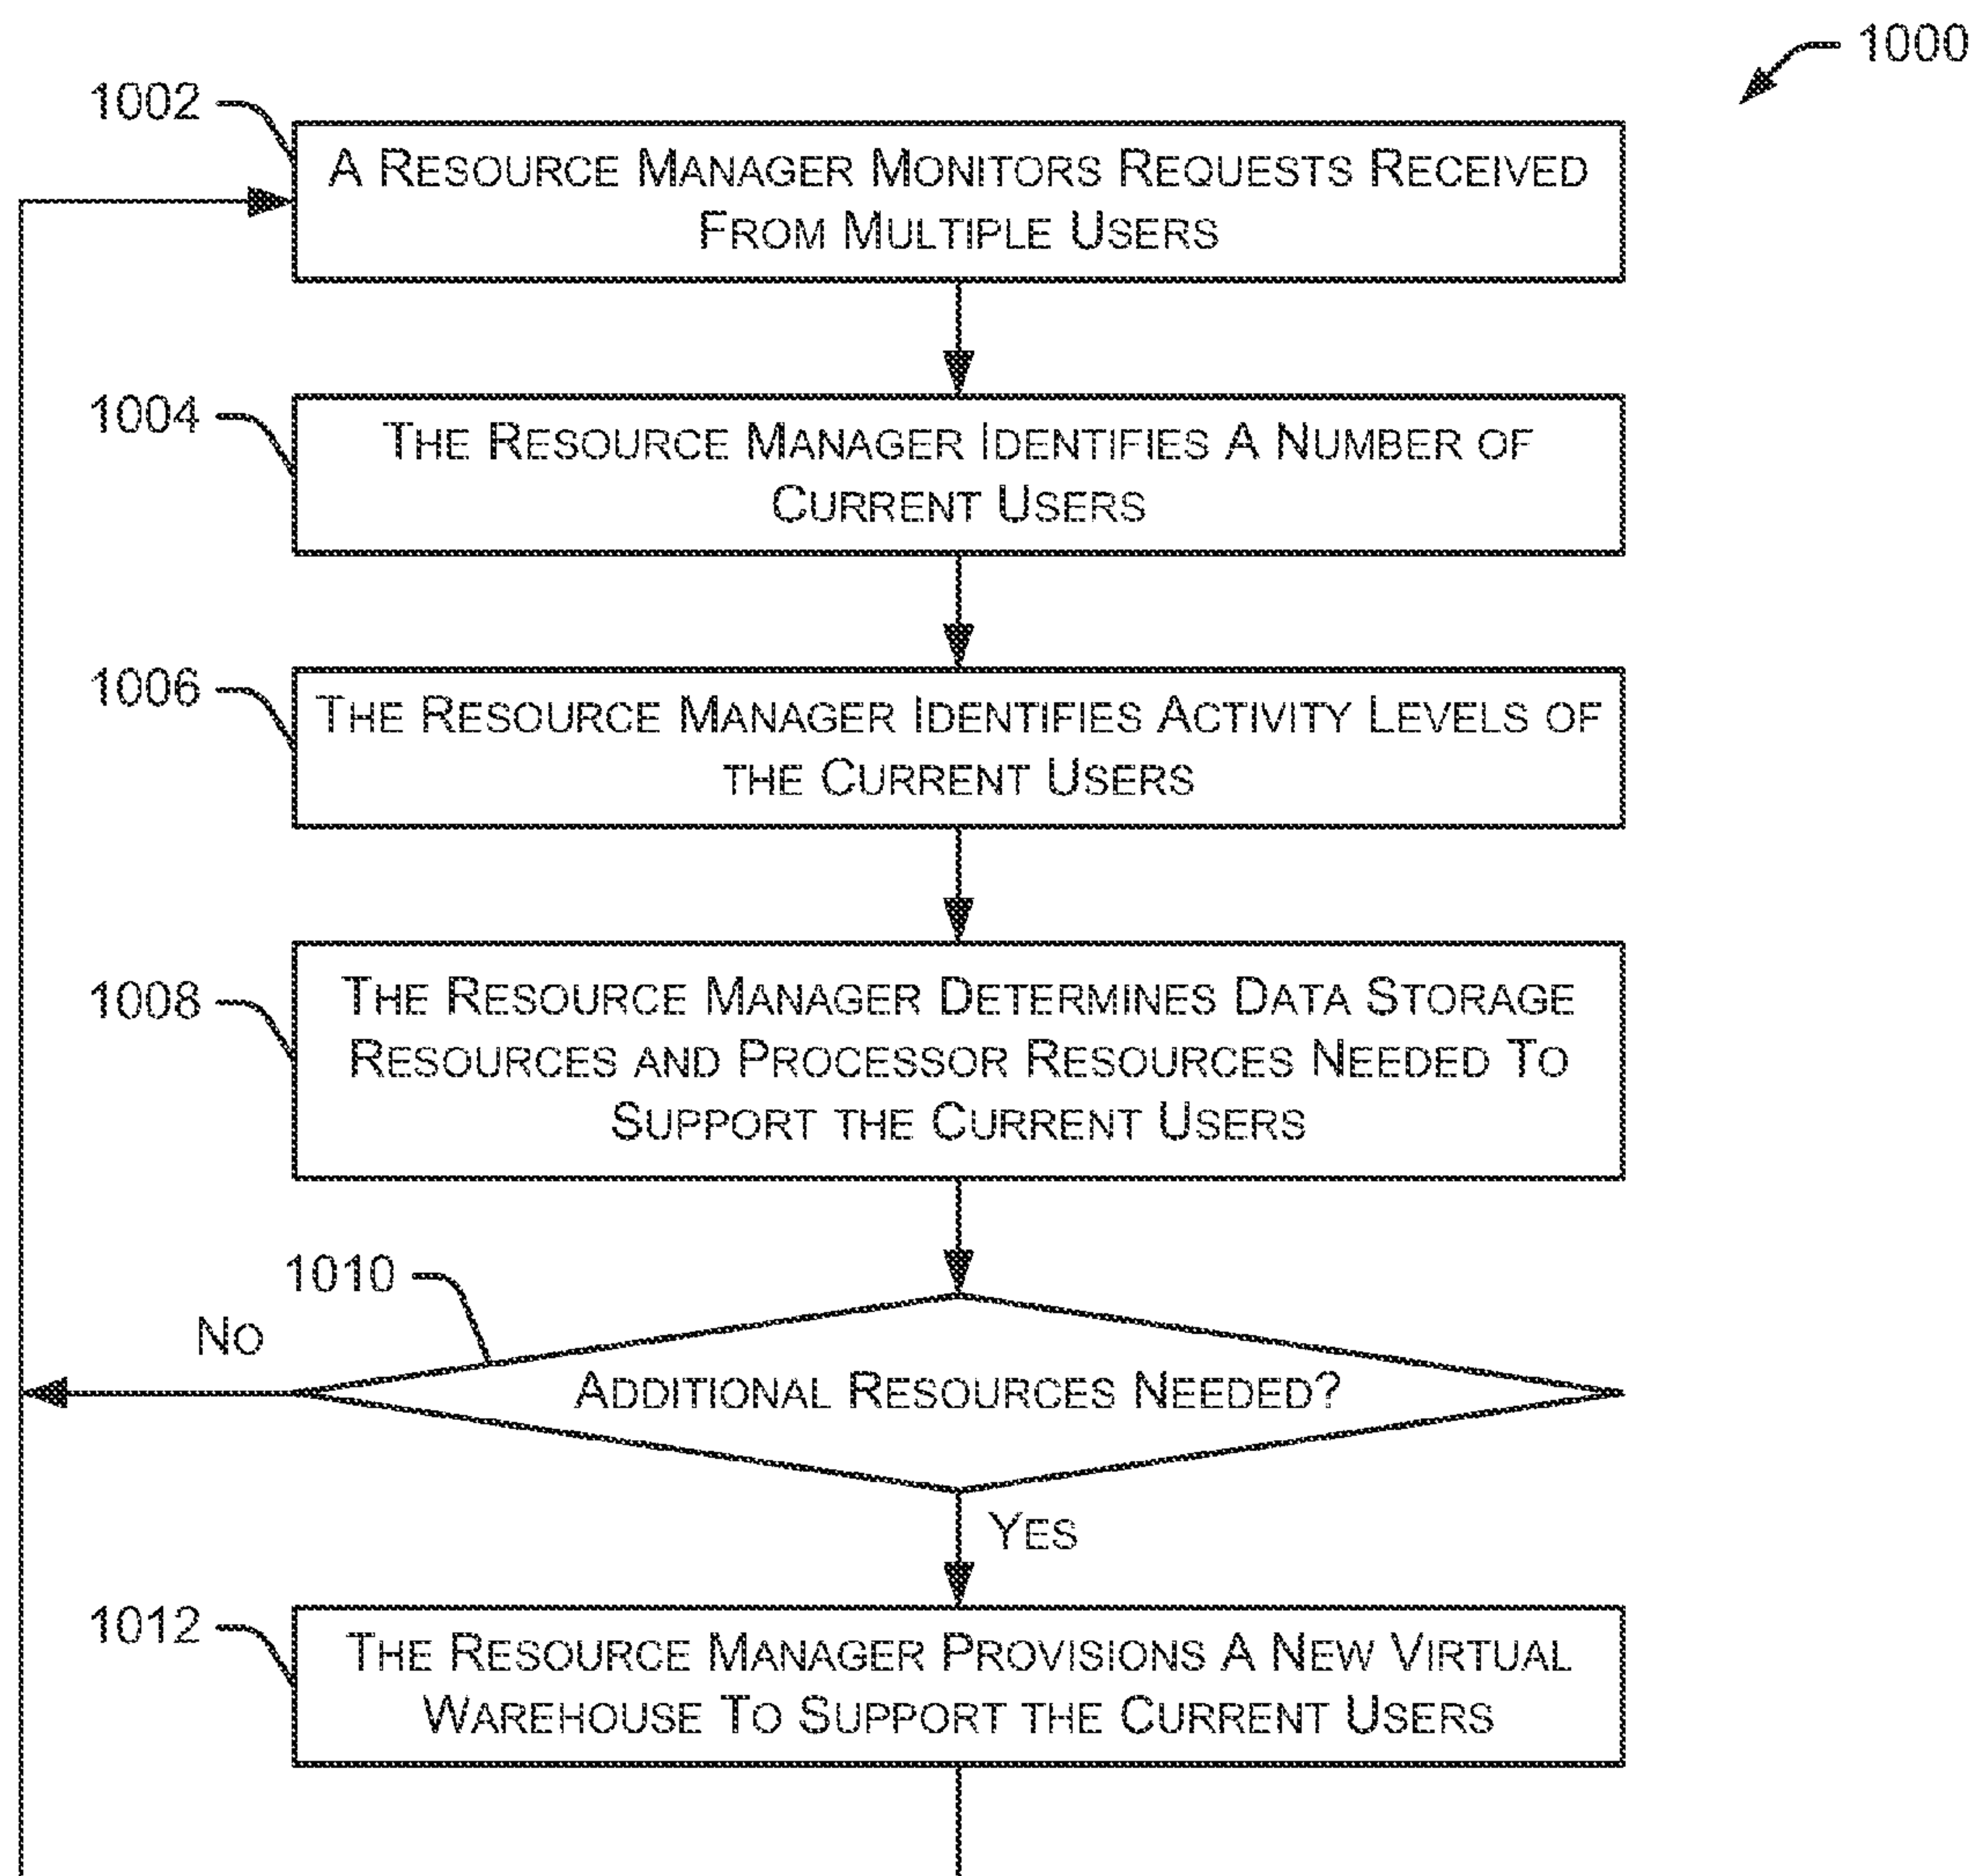 1000
1002
A RESOURCE MANAGER MONITORS REQUESTS RECEIVED
FROM MULTIPLE USERS
1004
THE RESOURCE MANAGER IDENTIFIES A NUMBER OF
CURRENT USERS
1006
THE RESOURCE MANAGER IDENTIFIES ACTIVITY LEVELS OF
THE CURRENT USERS
1008
THE RESOURCE MANAGER DETERMINES DATA STORAGE
RESOURCES AND PROCESSOR RESOURCES NEEDED TO
SUPPORT THE CURRENT USERS
1010
NO
ADDITIONAL RESOURCES NEEDED?
YES
1012
THE RESOURCE MANAGER PROVISIONS A NEW VIRTUAL
WAREHOUSE TO SUPPORT THE CURRENT USERS